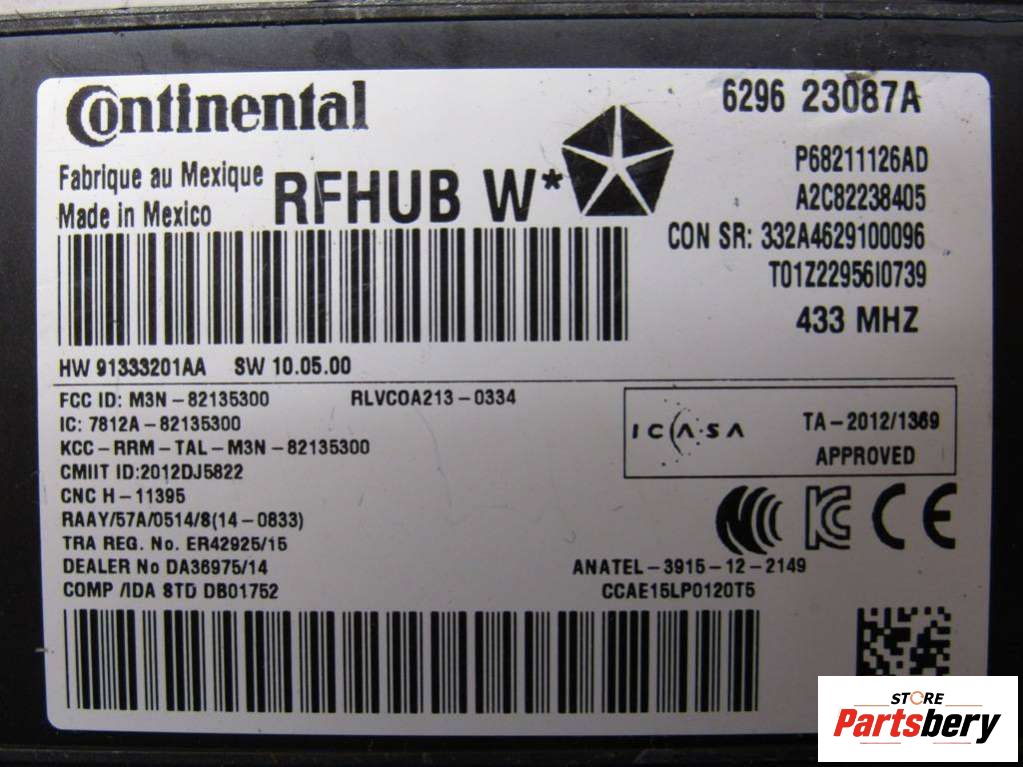 Continental
6296 23087A
Fabrique au Mexique
Made in Mexico
RFHUB W*
P68211126AD
A2C82238405
CON SR: 332A4629100096
T01Z22956I0739
433 MHZ
HW 91333201AA SW 10.05.00
FCC ID: M3N-82135300 RLVCOA213-0334
IC: 7812A-82135300
KCC-RRM-TAL-M3N-82135300
CMIIT ID:2012DJ5822
CNC H-11395
RAAY/57A/0514/8(14-0833)
TRA REG. No. ER42925/15
DEALER No DA36975/14
COMP /IDA STD DB01752
ICASA TA-2012/1369
APPROVED
KC CE
ANATEL-3915-12-2149
CCAE15LP0120T5
STORE
Partsbery